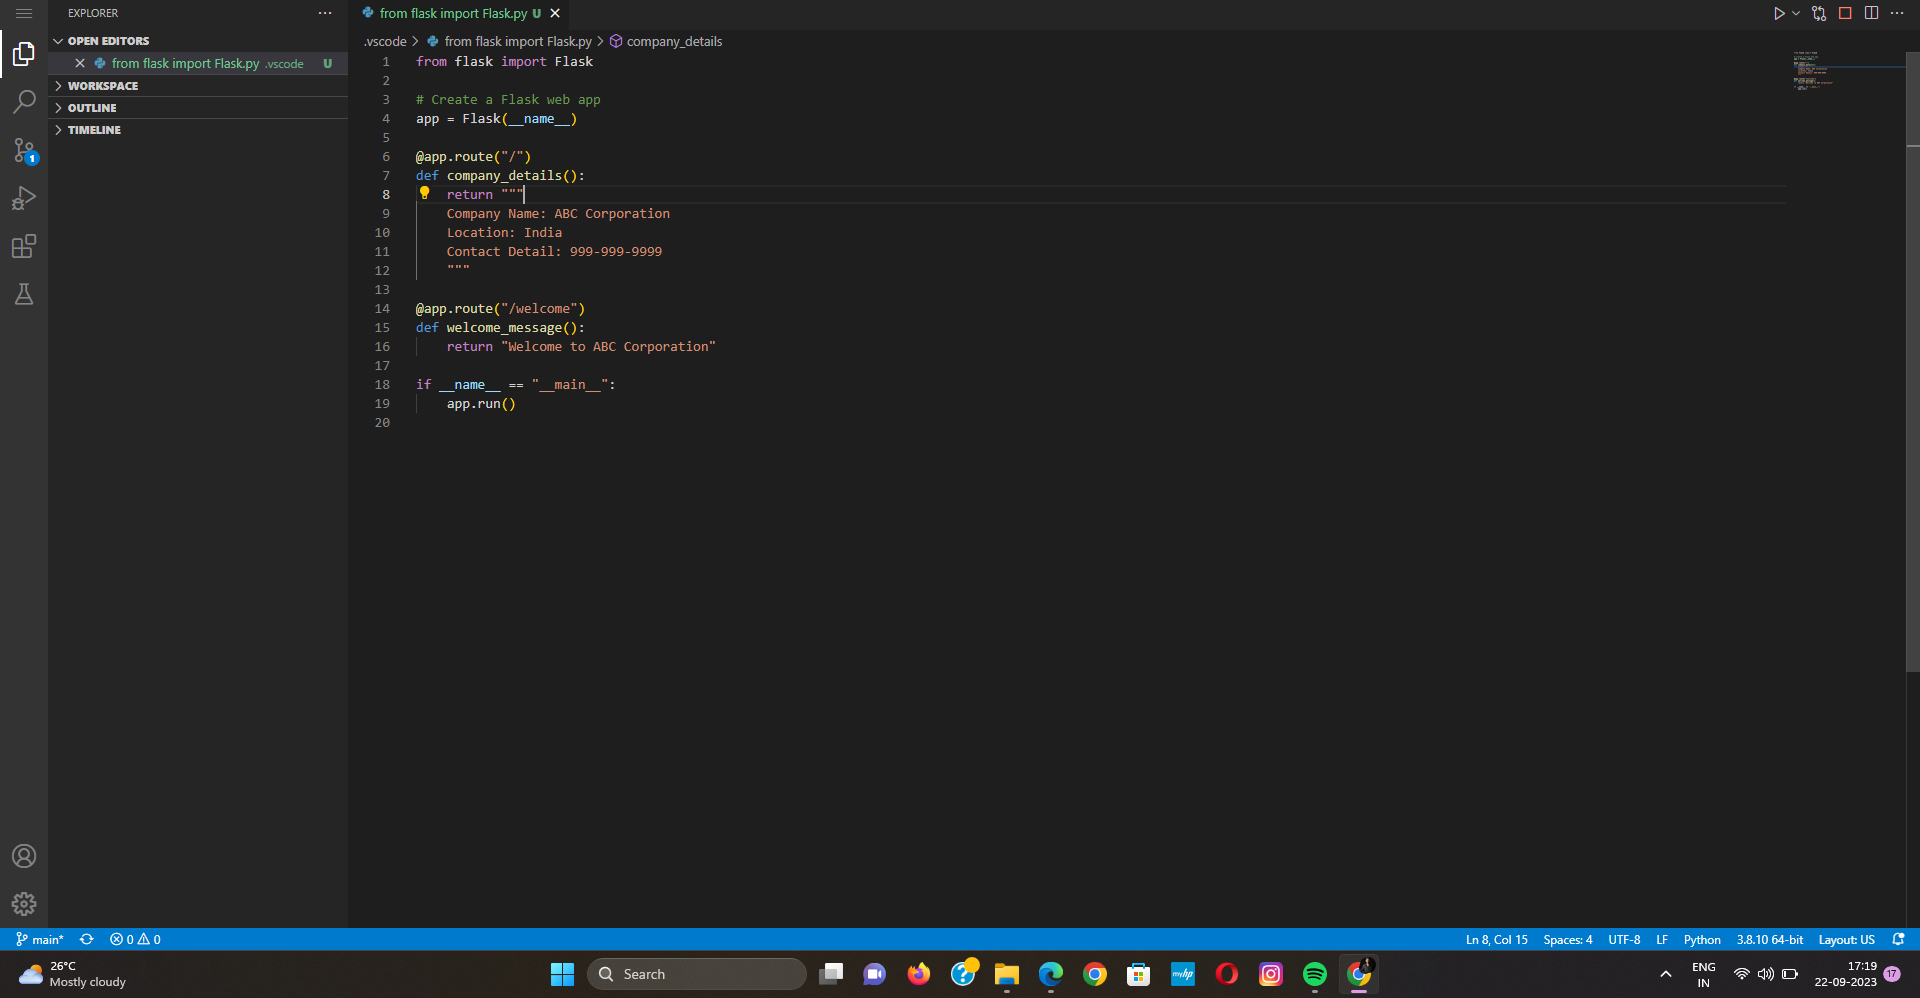 EXPLORER
OPEN EDITORS
from flask import Flask.py .vscode U
WORKSPACE
OUTLINE
TIMELINE
from flask import Flask.py U
.vscode > from flask import Flask.py > company_details
1 from flask import Flask
2
3 # Create a Flask web app
4 app = Flask(__name__)
5
6 @app.route("/")
7 def company_details():
8 return """
9 Company Name: ABC Corporation
10 Location: India
11 Contact Detail: 999-999-9999
12 """
13
14 @app.route("/welcome")
15 def welcome_message():
16 return "Welcome to ABC Corporation"
17
18 if __name__ == "__main__":
19 app.run()
20
1
main* 0 0 Ln 8, Col 15 Spaces: 4 UTF-8 LF Python 3.8.10 64-bit Layout: US
26°C
Mostly cloudy
Search
myhp
ENG
IN
17:19
22-09-2023
17